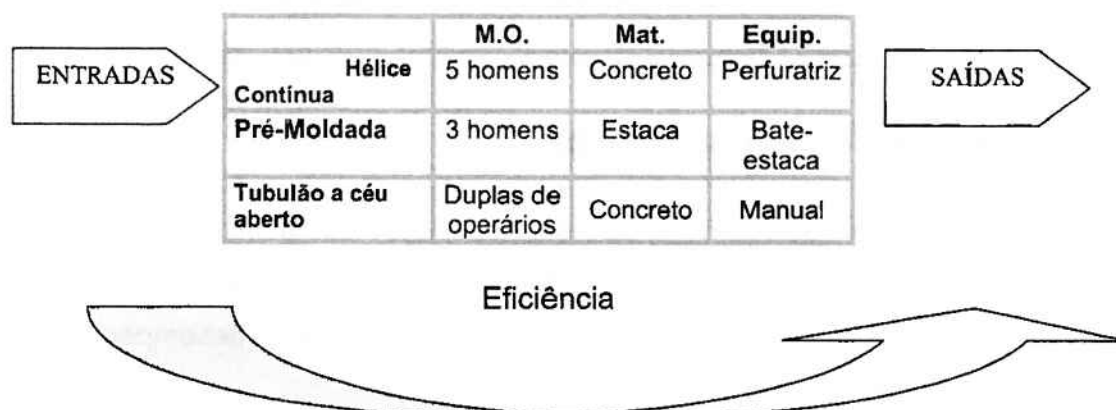 M.O. Mat. Equip.
ENTRADAS
Hélice
Contínua
5 homens Concreto Perfuratriz
SAÍDAS
Pré-Moldada 3 homens Estaca Bate-
estaca
Tubulão a céu
aberto
Duplas de
operários
Concreto Manual
Eficiência